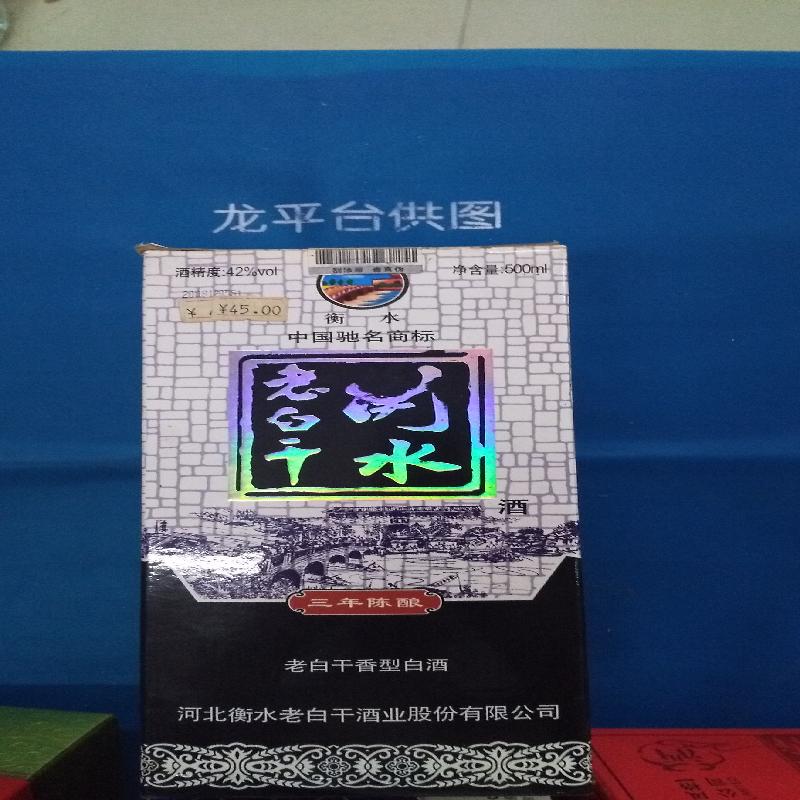 龙平台供图
酒精度:42%vol
净含量:500ml
¥45.00
衡水
中国驰名商标
衡水
老白干
酒
三年陈酿
老白干香型白酒
河北衡水老白干酒业股份有限公司